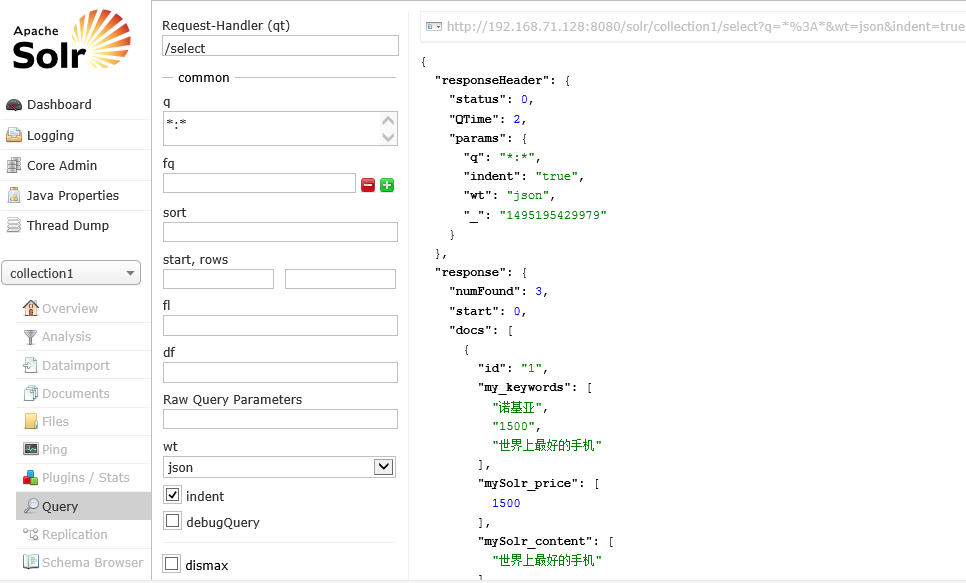 Apache
Solr
Dashboard
Logging
Core Admin
Java Properties
Thread Dump
collection1
Overview
Analysis
Dataimport
Documents
Files
Ping
Plugins / Stats
Query
Replication
Schema Browser
Request-Handler (qt)
/select
common
q
*:*
fq
sort
start, rows
fl
df
Raw Query Parameters
wt
json
indent
debugQuery
dismax
http://192.168.71.128:8080/solr/collection1/select?q=*%3A*&wt=json&indent=true
{
"responseHeader": {
"status": 0,
"QTime": 2,
"params": {
"q": "*:*",
"indent": "true",
"wt": "json",
"_": "1495195429979"
}
},
"response": {
"numFound": 3,
"start": 0,
"docs": [
{
"id": "1",
"my_keywords": [
"诺基亚",
"1500",
"世界上最好的手机"
],
"mySolr_price": [
1500
],
"mySolr_content": [
"世界上最好的手机"